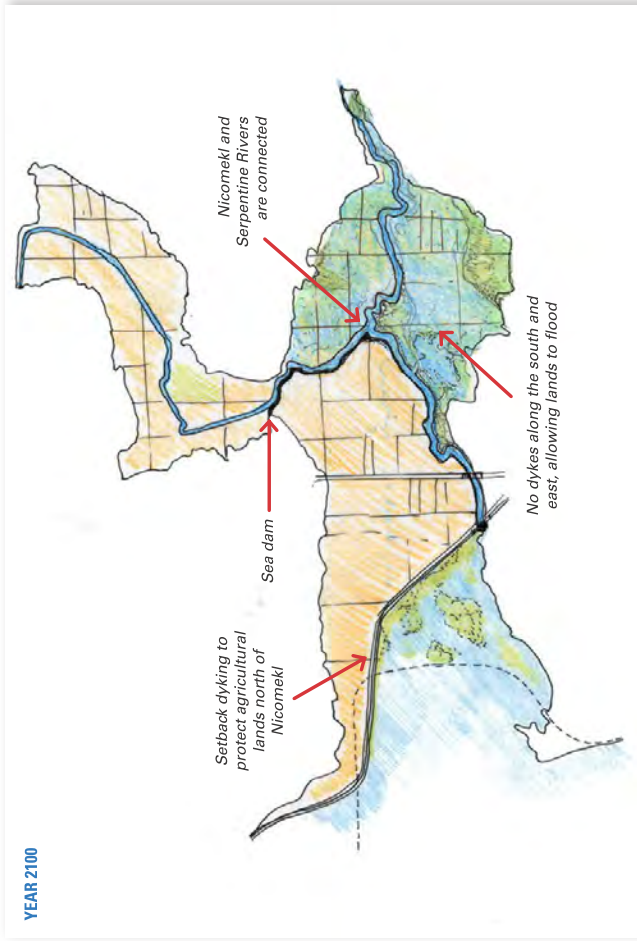 YEAR 2100
Setback dyking to
protect agricultural
lands north of
Nicomekl
Sea dam
Nicomekl and
Serpentine Rivers
are connected
No dykes along the south and
east, allowing lands to flood